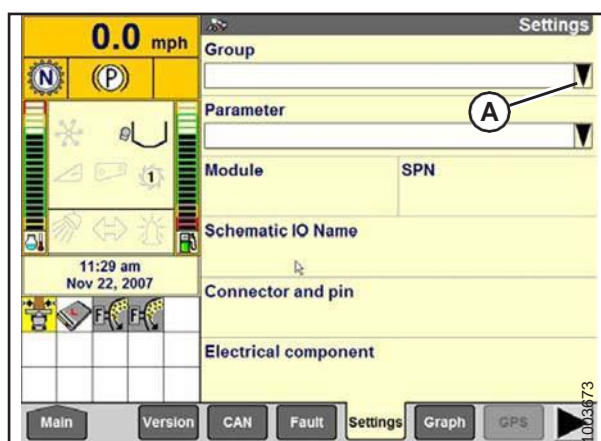 0.0 mph
Settings
Group
N
(P)
A
Parameter
1
Module
SPN
Schematic IO Name
11:29 am
Nov 22, 2007
Connector and pin
F
F
Electrical component
Main
Version
CAN
Fault
Settings
Graph
GPS
1003673